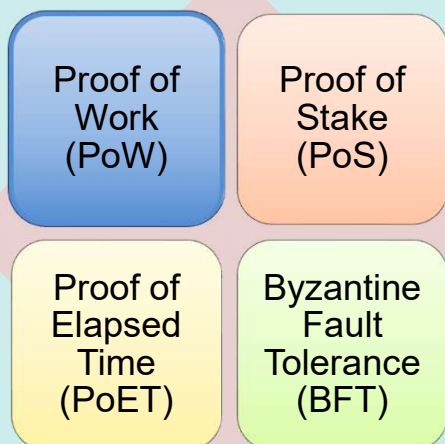 Proof of
Work
(PoW)
Proof of
Stake
(PoS)
Proof of
Elapsed
Time
(PoET)
Byzantine
Fault
Tolerance
(BFT)